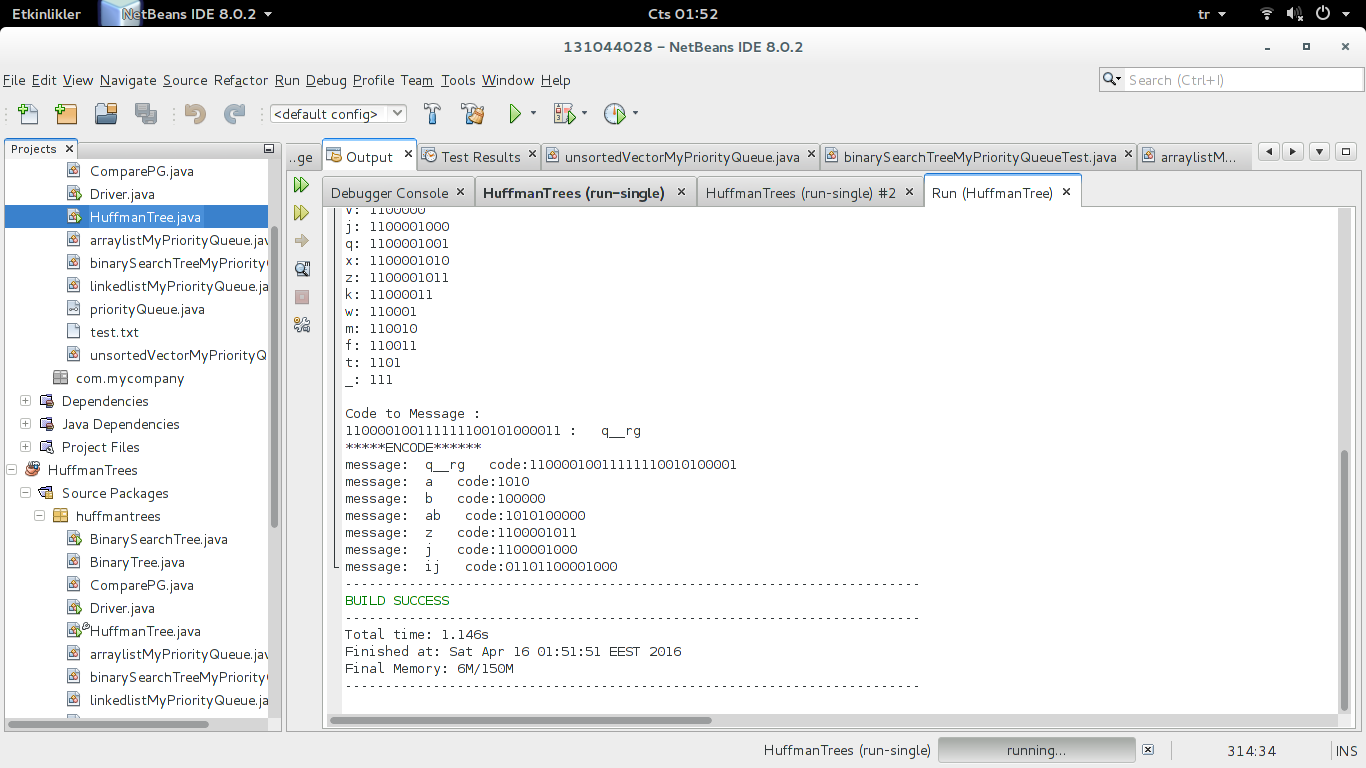 Etkinlikler NetBeans IDE 8.0.2 Cts 01:52 tr
131044028 – NetBeans IDE 8.0.2
File Edit View Navigate Source Refactor Run Debug Profile Team Tools Window Help
Search (Ctrl+I)
<default config>
Projects
ComparePG.java
Driver.java
HuffmanTree.java
arraylistMyPriorityQueue.jav
binarySearchTreeMyPriority
linkedlistMyPriorityQueue.ja
priorityQueue.java
test.txt
unsortedVectorMyPriorityQ
com.mycompany
Dependencies
Java Dependencies
Project Files
HuffmanTrees
Source Packages
huffmantrees
BinarySearchTree.java
BinaryTree.java
ComparePG.java
Driver.java
HuffmanTree.java
arraylistMyPriorityQueue.jav
binarySearchTreeMyPriority
linkedlistMyPriorityQueue.ja
..ge Output Test Results unsortedVectorMyPriorityQueue.java binarySearchTreeMyPriorityQueueTest.java arraylistM...
Debugger Console HuffmanTrees (run-single) HuffmanTrees (run-single) #2 Run (HuffmanTree)
v: 1100000
j: 1100001000
q: 1100001001
x: 1100001010
z: 1100001011
k: 11000011
w: 110001
m: 110010
f: 110011
t: 1101
_: 111

Code to Message :
110000100111111100101000011 :   q__rg
*****ENCODE******
message:  q__rg   code:11000010011111110010100001
message:  a   code:1010
message:  b   code:100000
message:  ab   code:1010100000
message:  z   code:1100001011
message:  j   code:1100001000
message:  ij   code:01101100001000
------------------------------------------------------------------------
BUILD SUCCESS
------------------------------------------------------------------------
Total time: 1.146s
Finished at: Sat Apr 16 01:51:51 EEST 2016
Final Memory: 6M/150M
------------------------------------------------------------------------
HuffmanTrees (run-single) running... 314:34 INS